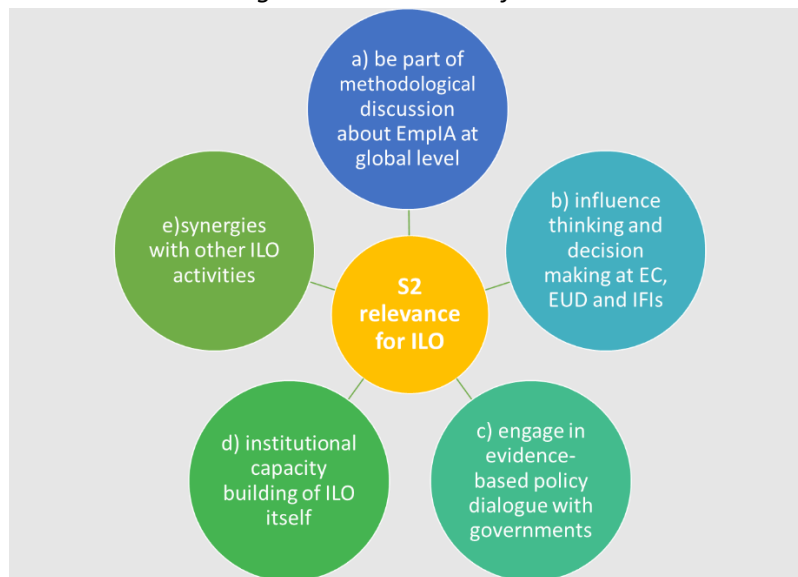 a) be part of
methodological
discussion
about EmpIA at
global level
b) influence
thinking and
decision
making at EC,
EUD and IFIs
e)synergies
with other ILO
activities
S2
relevance
for ILO
d) institutional
capacity
building of ILO
itself
c) engage in
evidence-
based policy
dialogue with
governments